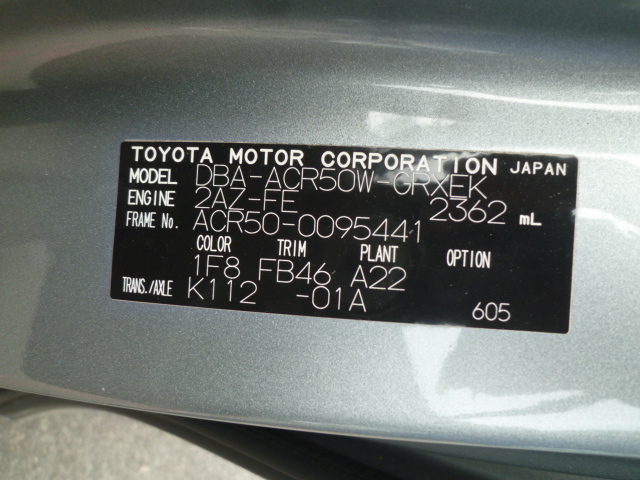 TOYOTA MOTOR CORPORATION JAPAN
MODEL DBA-ACR50W-GRXEK
ENGINE 2AZ-FE 2362 mL
FRAME No. ACR50-0095441
COLOR TRIM PLANT OPTION
1F8 FB46 A22
TRANS./AXLE K112 -01A
605